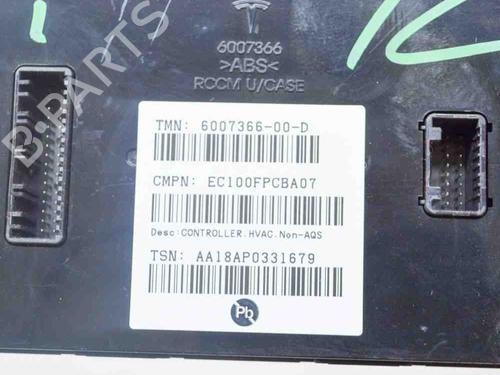 6007366
>ABS<
RCCM U/CASE
TMN: 6007366-00-D
CMPN: EC100FPCBA07
Desc:CONTROLLER.HVAC.Non-AQS
TSN: AA18AP0331679
Pb
B-PARTS